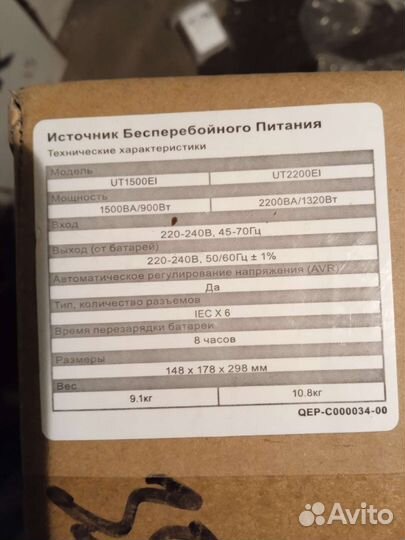 Источник Бесперебойного Питания
Технические характеристики
Модель
UT1500EI UT2200EI
Мощность
1500ВА/900Вт 2200ВА/1320Вт
Вход
220-240В, 45-70Гц
Выход (от батарей)
220-240В, 50/60Гц ± 1%
Автоматическое регулирование напряжения (AVR)
Да
Тип, количество разъемов
IEC X 6
Время перезарядки батареи
8 часов
Размеры
148 x 178 x 298 мм
Вес
9.1кг 10.8кг
QEP-C000034-00
Avito